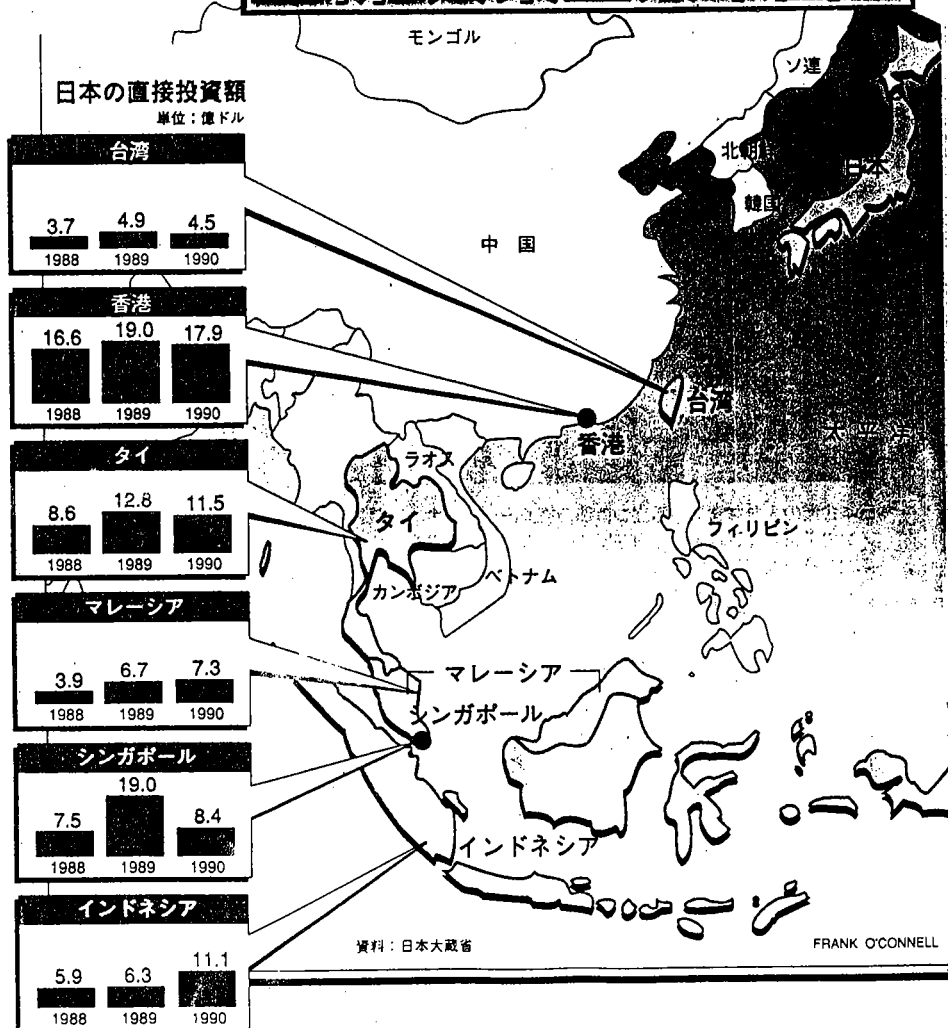 日本の直接投資額
単位：億ドル
台湾
3.7 4.9 4.5
1988 1989 1990
香港
16.6 19.0 17.9
1988 1989 1990
タイ
8.6 12.8 11.5
1988 1989 1990
マレーシア
3.9 6.7 7.3
1988 1989 1990
シンガポール
7.5 19.0 8.4
1988 1989 1990
インドネシア
5.9 6.3 11.1
1988 1989 1990
モンゴル
ソ連
日本
韓国
中国
台湾
香港
ラオス
タイ
フィリピン
カンボジア
ベトナム
マレーシア
シンガポール
インドネシア
資料：日本大蔵省
FRANK O'CONNELL